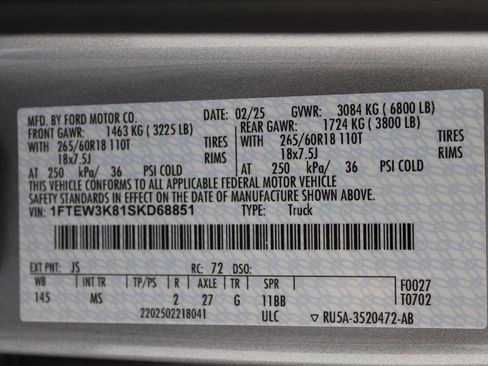 MFD. BY FORD MOTOR CO. DATE: 02/25 GVWR: 3084 KG ( 6800 LB)
FRONT GAWR: 1463 KG ( 3225 LB) REAR GAWR: 1724 KG ( 3800 LB)
WITH 265/60R18 110T TIRES WITH 265/60R18 110T TIRES
18x7.5J RIMS 18x7.5J RIMS
AT 250 kPa/ 36 PSI COLD AT 250 kPa/ 36 PSI COLD
THIS VEHICLE CONFORMS TO ALL APPLICABLE FEDERAL MOTOR VEHICLE
SAFETY STANDARDS IN EFFECT ON THE DATE OF MANUFACTURE SHOWN ABOVE.
VIN: 1FTEW3K81SKD68851 TYPE: Truck
EXT PNT: JS RC: 72 DSO:
WB INT TR TP/PS R AXLE TR SPR F0027
145 MS 2 27 G 11BB T0702
2202502218041 ULC ▽ RU5A-3520472-AB